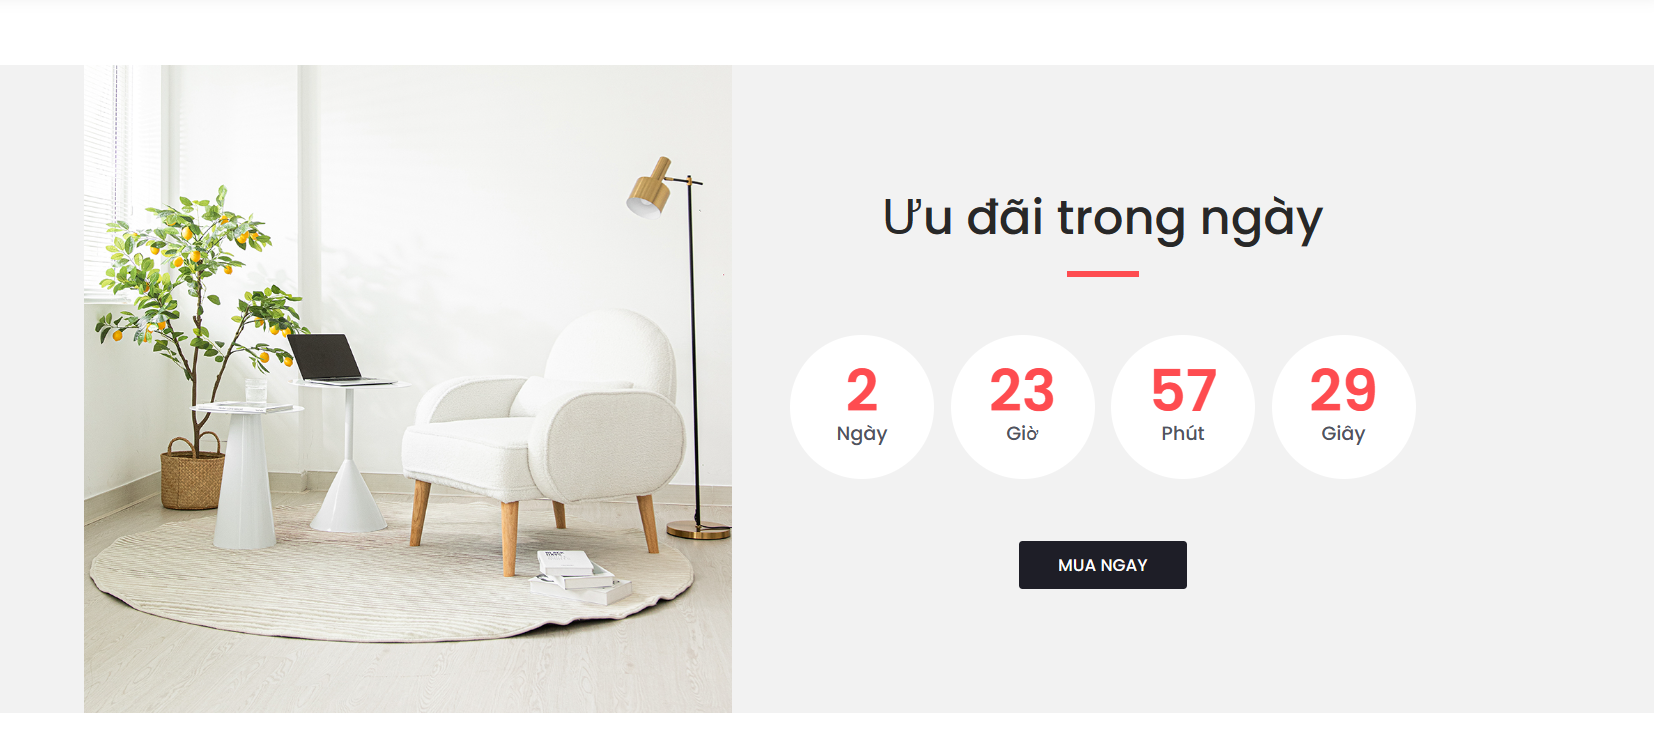 Ưu đãi trong ngày
2 23 57 29
Ngày Giờ Phút Giây
MUA NGAY